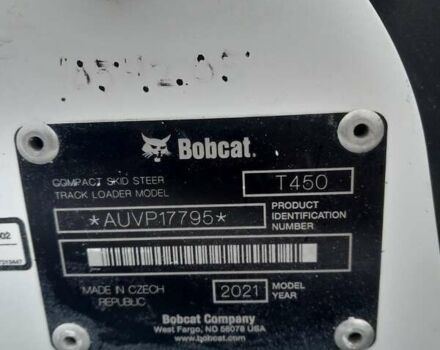 Bobcat.
COMPACT SKID STEER
TRACK LOADER MODEL
T450
*AUVP17795*
PRODUCT
IDENTIFICATION
NUMBER
MADE IN CZECH
REPUBLIC
2021
MODEL
YEAR
Bobcat Company
West Fargo, ND 58078 USA
www.bobcat.com